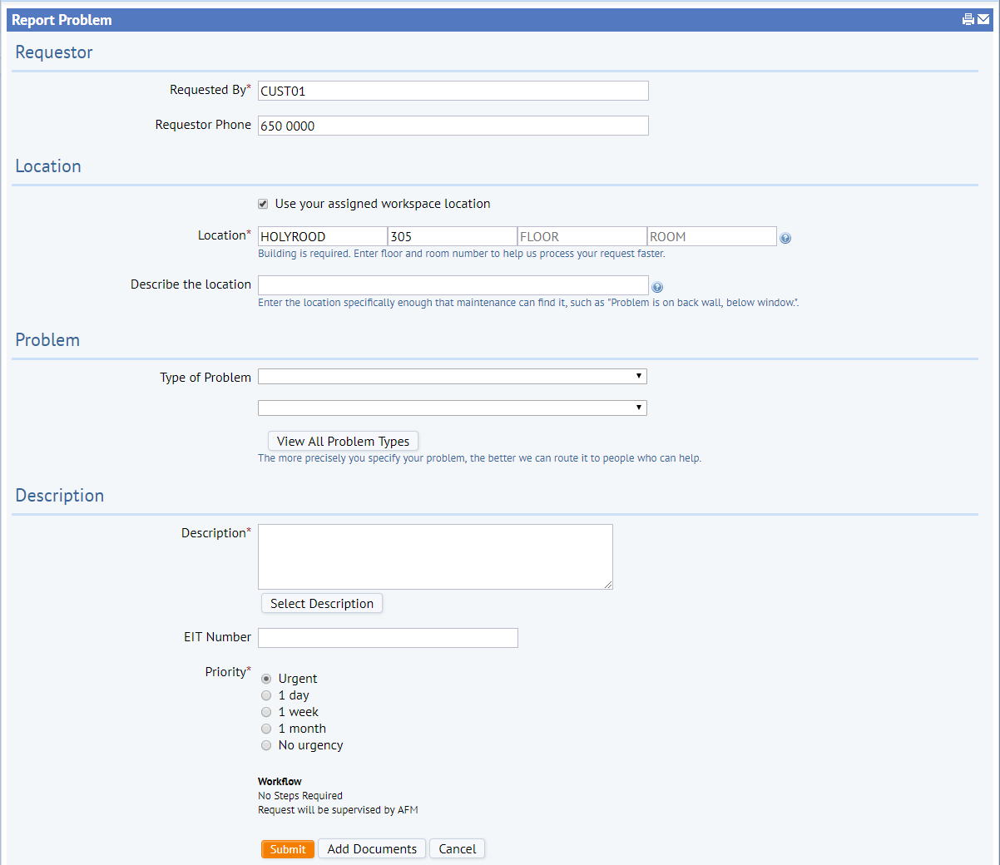 Report Problem
Requestor
Requested By* CUST01
Requestor Phone 650 0000
Location
Use your assigned workspace location
Location* HOLYROOD 305 FLOOR ROOM
Building is required. Enter floor and room number to help us process your request faster.
Describe the location
Enter the location specifically enough that maintenance can find it, such as "Problem is on back wall, below window.".
Problem
Type of Problem
View All Problem Types
The more precisely you specify your problem, the better we can route it to people who can help.
Description
Description*
Select Description
EIT Number
Priority*
Urgent
1 day
1 week
1 month
No urgency
Workflow
No Steps Required
Request will be supervised by AFM
Submit Add Documents Cancel